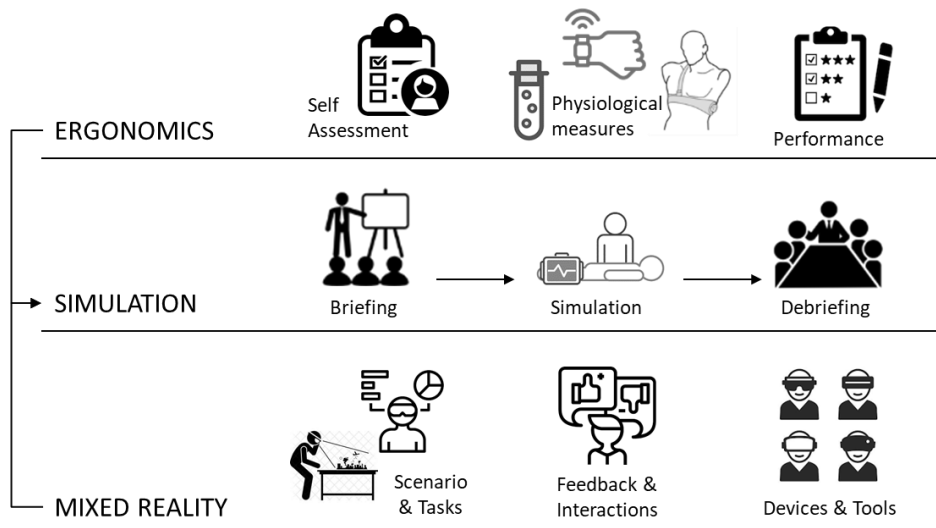 ERGONOMICS
Self
Assessment
Physiological
measures
Performance
SIMULATION
Briefing
Simulation
Debriefing
MIXED REALITY
Scenario
& Tasks
Feedback &
Interactions
Devices & Tools